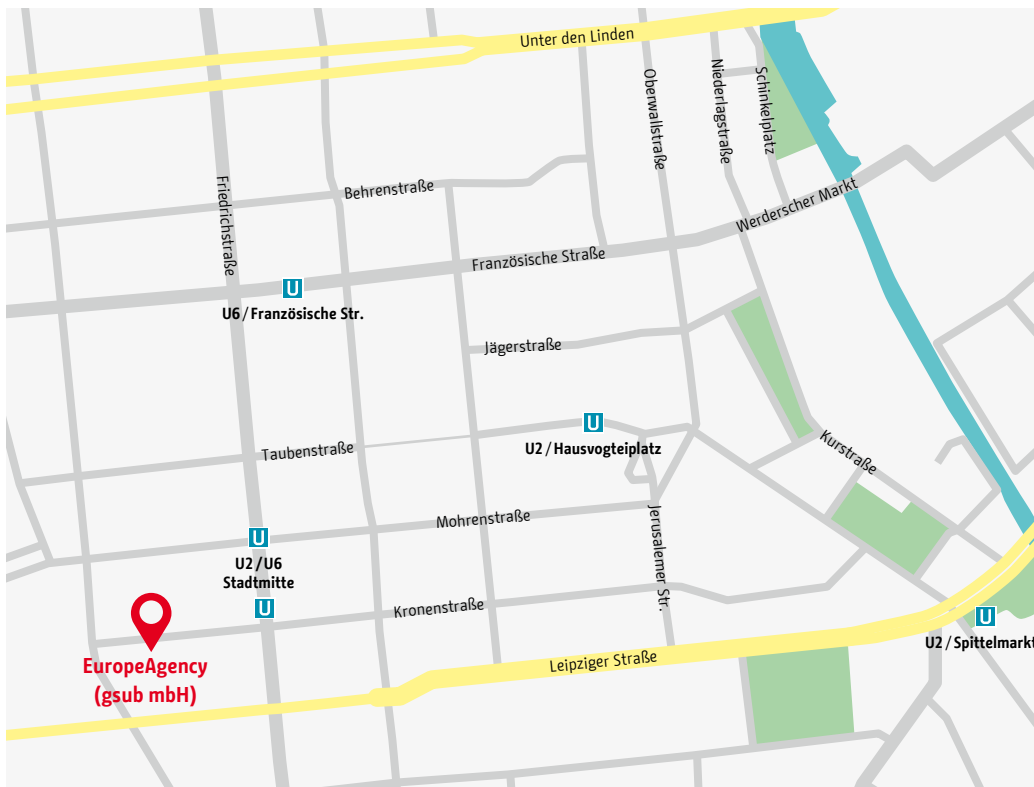 Unter den Linden
Oberwallstraße
Niederlagstraße
Schinkelplatz
Friedrichstraße
Behrenstraße
Werderscher Markt
Französische Straße
U
U6 / Französische Str.
Jägerstraße
U
U2 / Hausvogteiplatz
Taubenstraße
Kurstraße
Mohrenstraße
Jerusalemer Str.
U
U2 / U6
Stadtmitte
U
Kronenstraße
U
U2 / Spittelmarkt
Leipziger Straße
EuropeAgency
(gsub mbH)